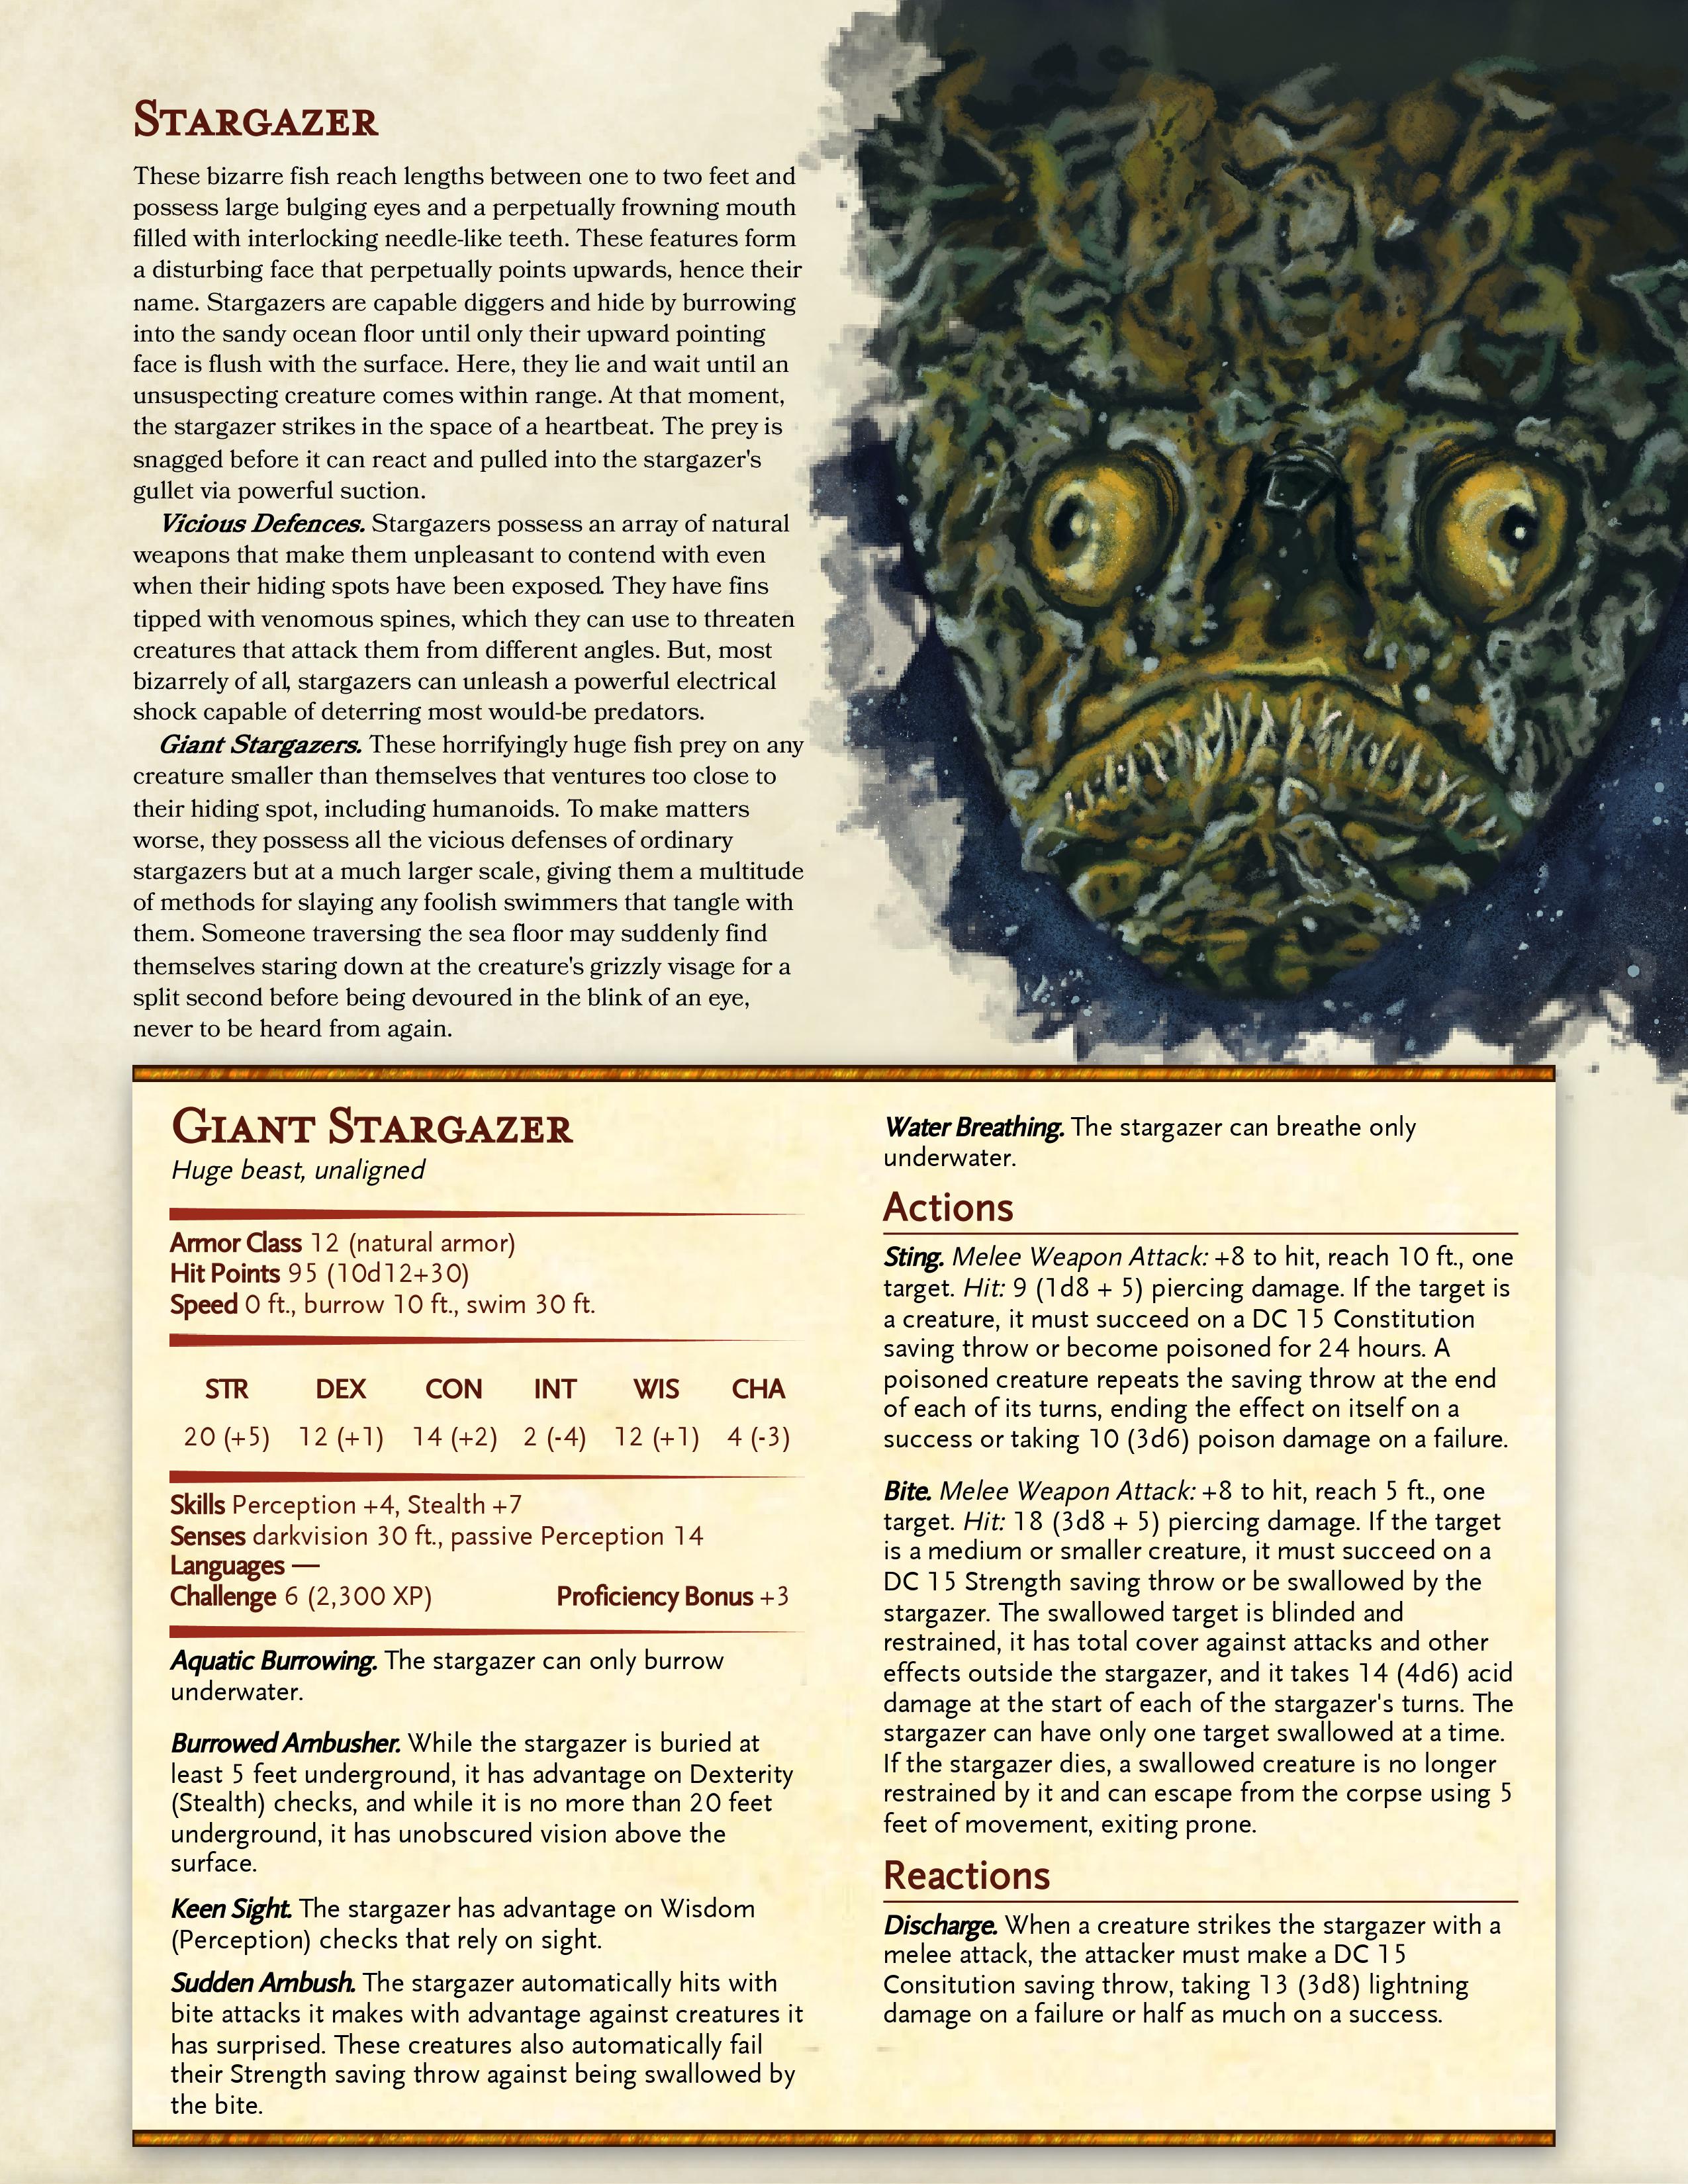 Stargazer
These bizarre fish reach lengths between one to two feet and
possess large bulging eyes and a perpetually frowning mouth
filled with interlocking needle-like teeth. These features form
a disturbing face that perpetually points upwards, hence their
name. Stargazers are capable diggers and hide by burrowing
into the sandy ocean floor until only their upward pointing
face is flush with the surface. Here, they lie and wait until an
unsuspecting creature comes within range. At that moment,
the stargazer strikes in the space of a heartbeat. The prey is
snagged before it can react and pulled into the stargazer's
gullet via powerful suction.
Vicious Defences. Stargazers possess an array of natural
weapons that make them unpleasant to contend with even
when their hiding spots have been exposed. They have fins
tipped with venomous spines, which they can use to threaten
creatures that attack them from different angles. But, most
bizarrely of all, stargazers can unleash a powerful electrical
shock capable of deterring most would-be predators.
Giant Stargazers. These horrifyingly huge fish prey on any
creature smaller than themselves that ventures too close to
their hiding spot, including humanoids. To make matters
worse, they possess all the vicious defenses of ordinary
stargazers but at a much larger scale, giving them a multitude
of methods for slaying any foolish swimmers that tangle with
them. Someone traversing the sea floor may suddenly find
themselves staring down at the creature's grizzly visage for a
split second before being devoured in the blink of an eye,
never to be heard from again.
Giant Stargazer
Huge beast, unaligned
Armor Class 12 (natural armor)
Hit Points 95 (10d12+30)
Speed 0 ft., burrow 10 ft., swim 30 ft.
STR DEX CON INT WIS CHA
20 (+5) 12 (+1) 14 (+2) 2 (-4) 12 (+1) 4 (-3)
Skills Perception +4, Stealth +7
Senses darkvision 30 ft., passive Perception 14
Languages —
Challenge 6 (2,300 XP) Proficiency Bonus +3
Aquatic Burrowing. The stargazer can only burrow
underwater.
Burrowed Ambusher. While the stargazer is buried at
least 5 feet underground, it has advantage on Dexterity
(Stealth) checks, and while it is no more than 20 feet
underground, it has unobscured vision above the
surface.
Keen Sight. The stargazer has advantage on Wisdom
(Perception) checks that rely on sight.
Sudden Ambush. The stargazer automatically hits with
bite attacks it makes with advantage against creatures it
has surprised. These creatures also automatically fail
their Strength saving throw against being swallowed by
the bite.
Water Breathing. The stargazer can breathe only
underwater.
Actions
Sting. Melee Weapon Attack: +8 to hit, reach 10 ft., one
target. Hit: 9 (1d8 + 5) piercing damage. If the target is
a creature, it must succeed on a DC 15 Constitution
saving throw or become poisoned for 24 hours. A
poisoned creature repeats the saving throw at the end
of each of its turns, ending the effect on itself on a
success or taking 10 (3d6) poison damage on a failure.
Bite. Melee Weapon Attack: +8 to hit, reach 5 ft., one
target. Hit: 18 (3d8 + 5) piercing damage. If the target
is a medium or smaller creature, it must succeed on a
DC 15 Strength saving throw or be swallowed by the
stargazer. The swallowed target is blinded and
restrained, it has total cover against attacks and other
effects outside the stargazer, and it takes 14 (4d6) acid
damage at the start of each of the stargazer's turns. The
stargazer can have only one target swallowed at a time.
If the stargazer dies, a swallowed creature is no longer
restrained by it and can escape from the corpse using 5
feet of movement, exiting prone.
Reactions
Discharge. When a creature strikes the stargazer with a
melee attack, the attacker must make a DC 15
Consitution saving throw, taking 13 (3d8) lightning
damage on a failure or half as much on a success.